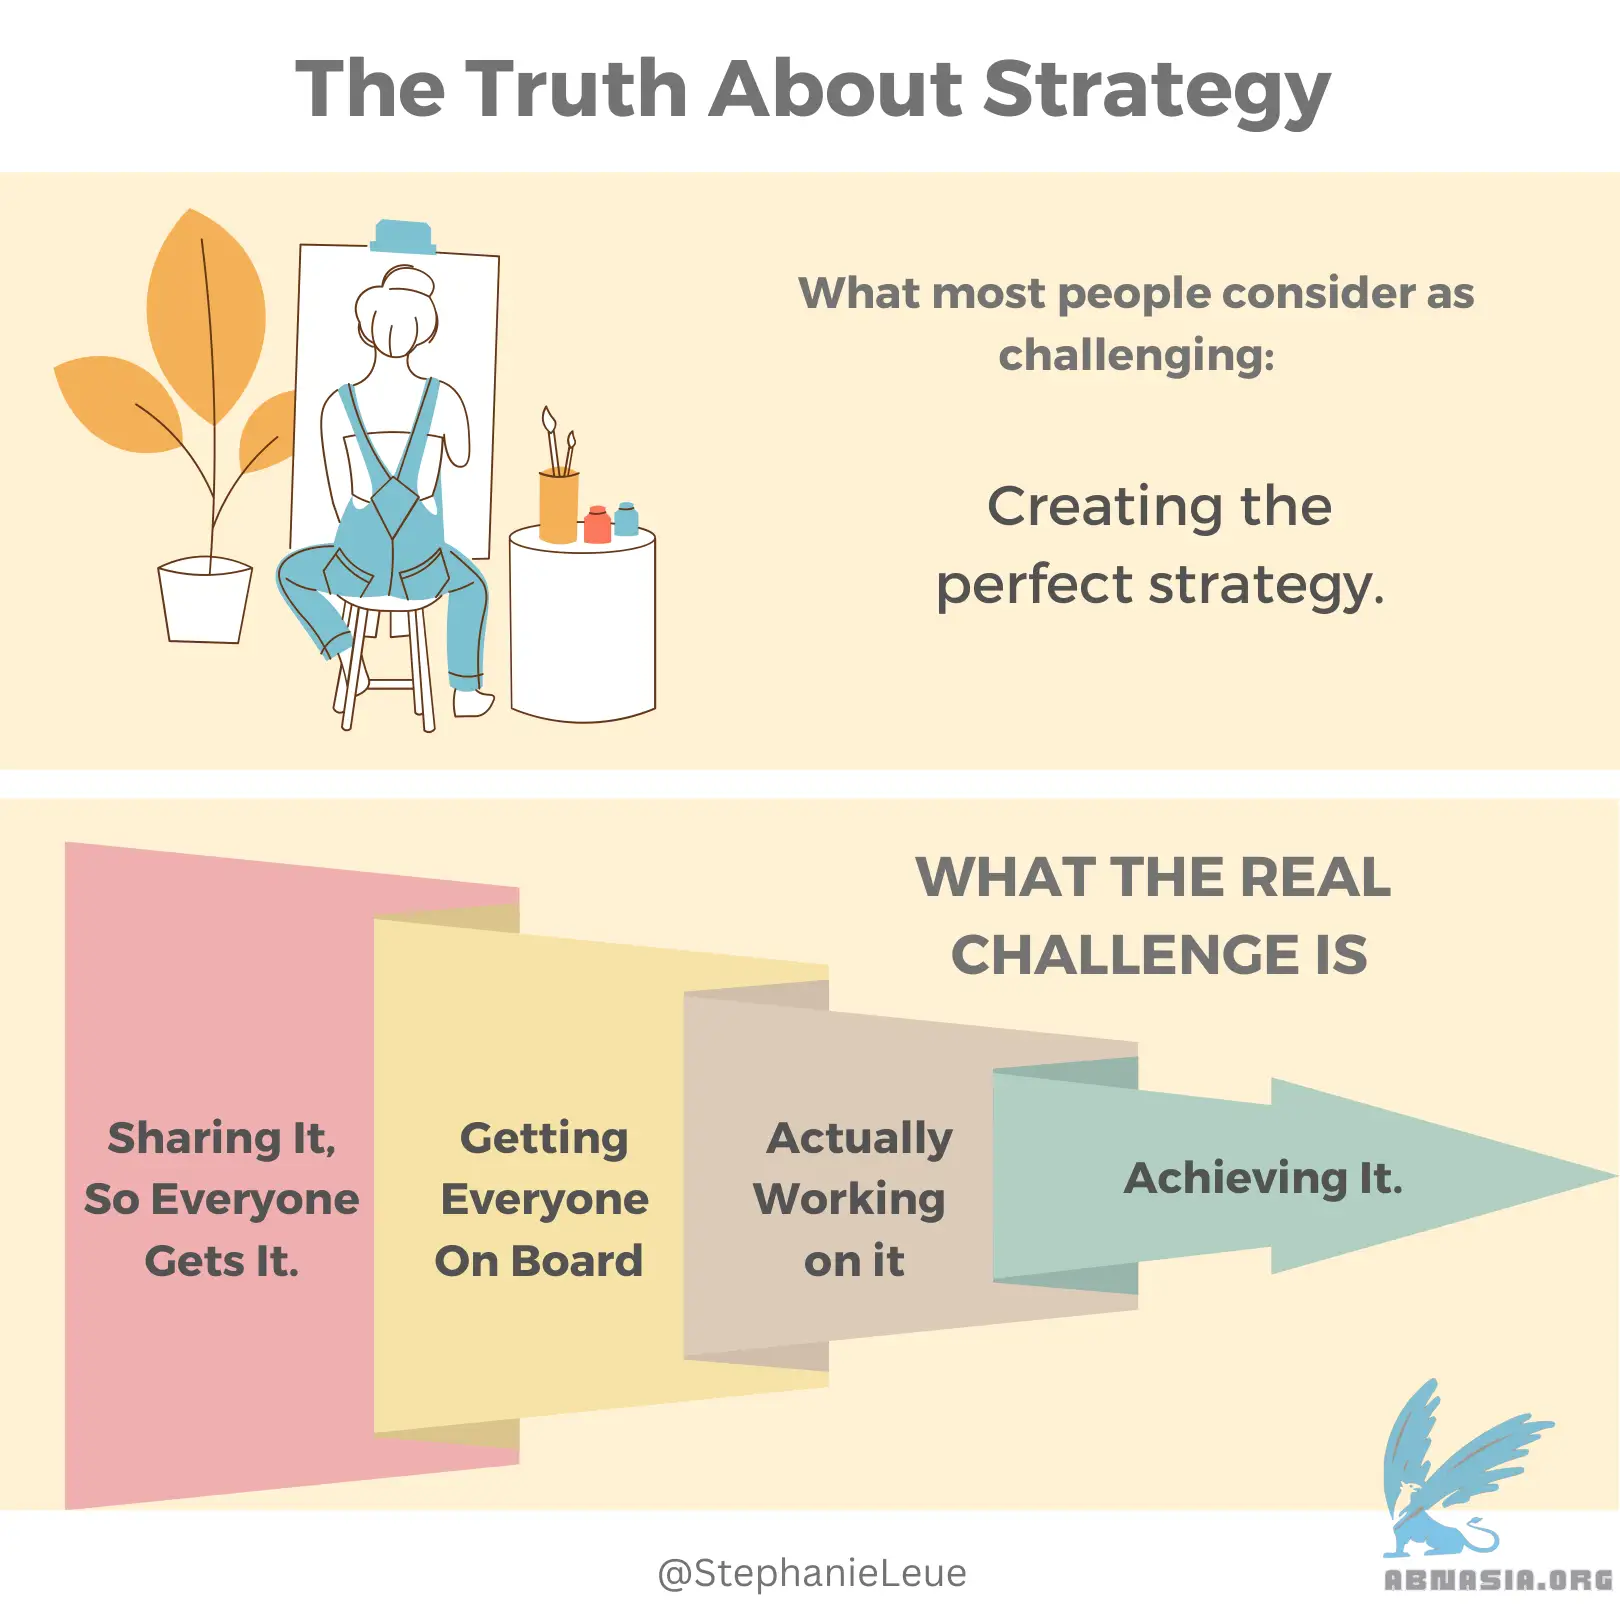 The Truth About Strategy
What most people consider as
challenging:
Creating the
perfect strategy.
WHAT THE REAL
CHALLENGE IS
Sharing It,
So Everyone
Gets It.
Getting
Everyone
On Board
Actually
Working
on it
Achieving It.
@StephanieLeue
ABNASIA.ORG